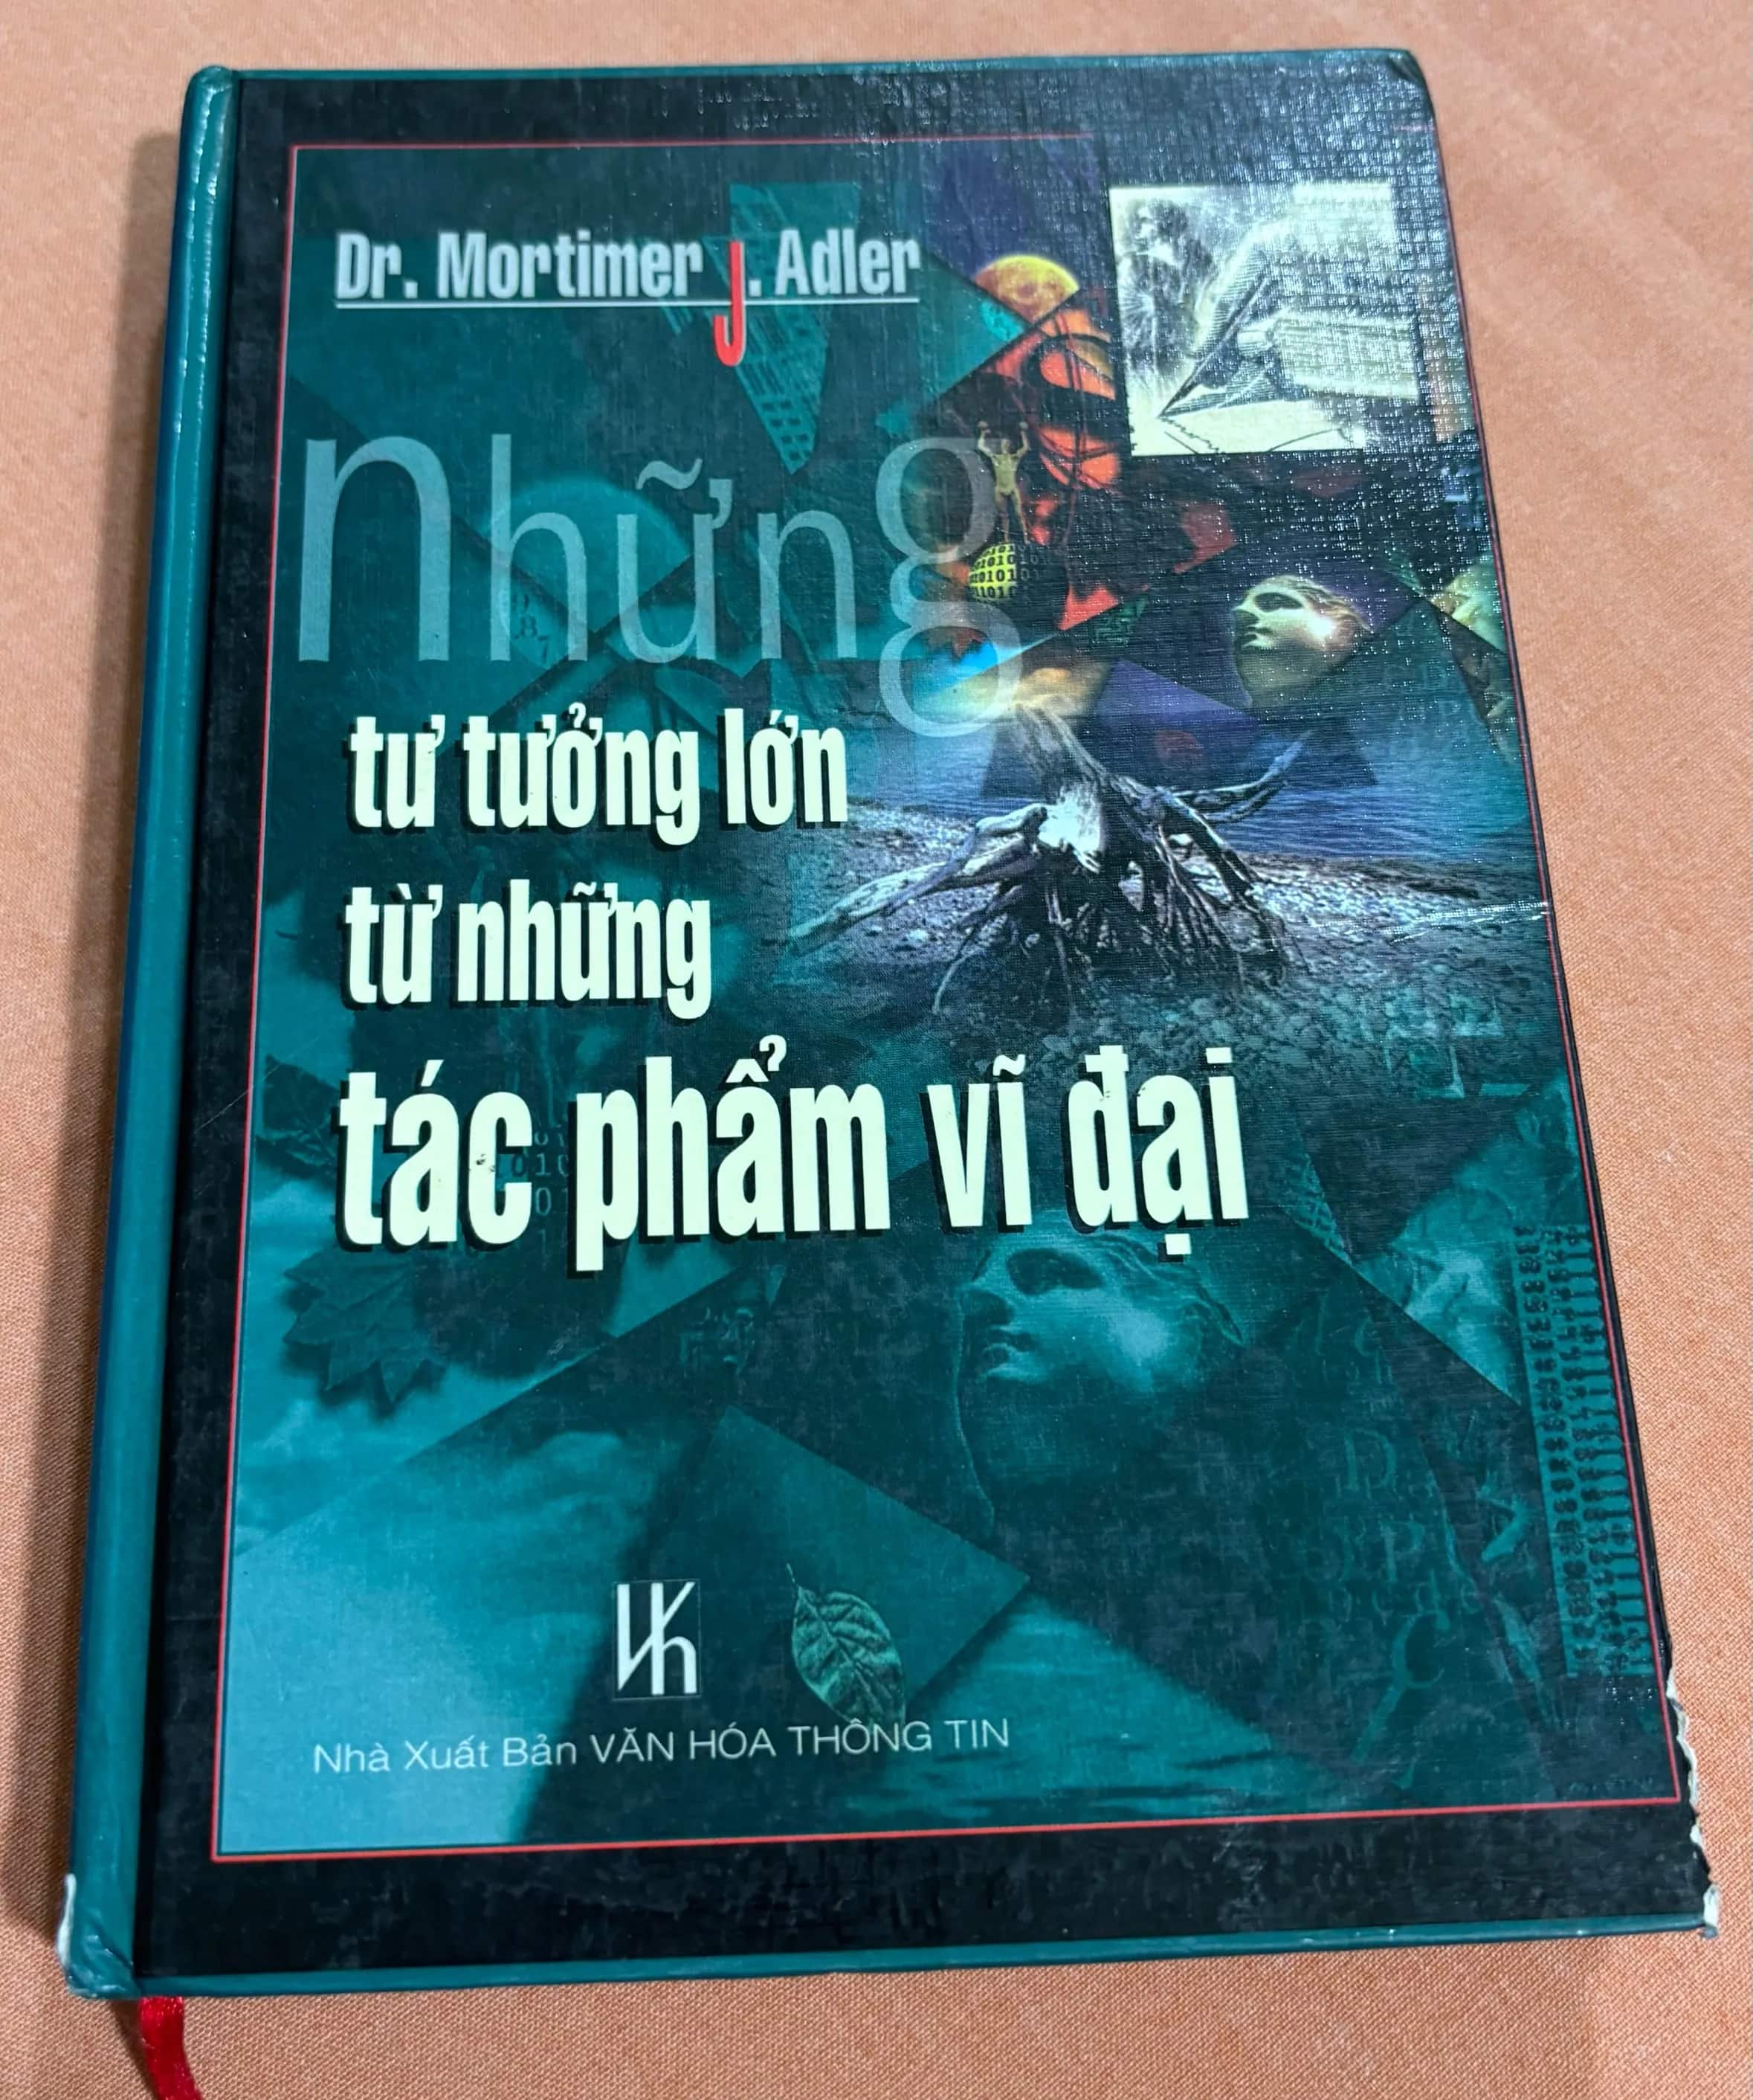 Dr. Mortimer J. Adler
Những
tư tưởng lớn
từ những
tác phẩm vĩ đại
Nhà Xuất Bản VĂN HÓA THÔNG TIN